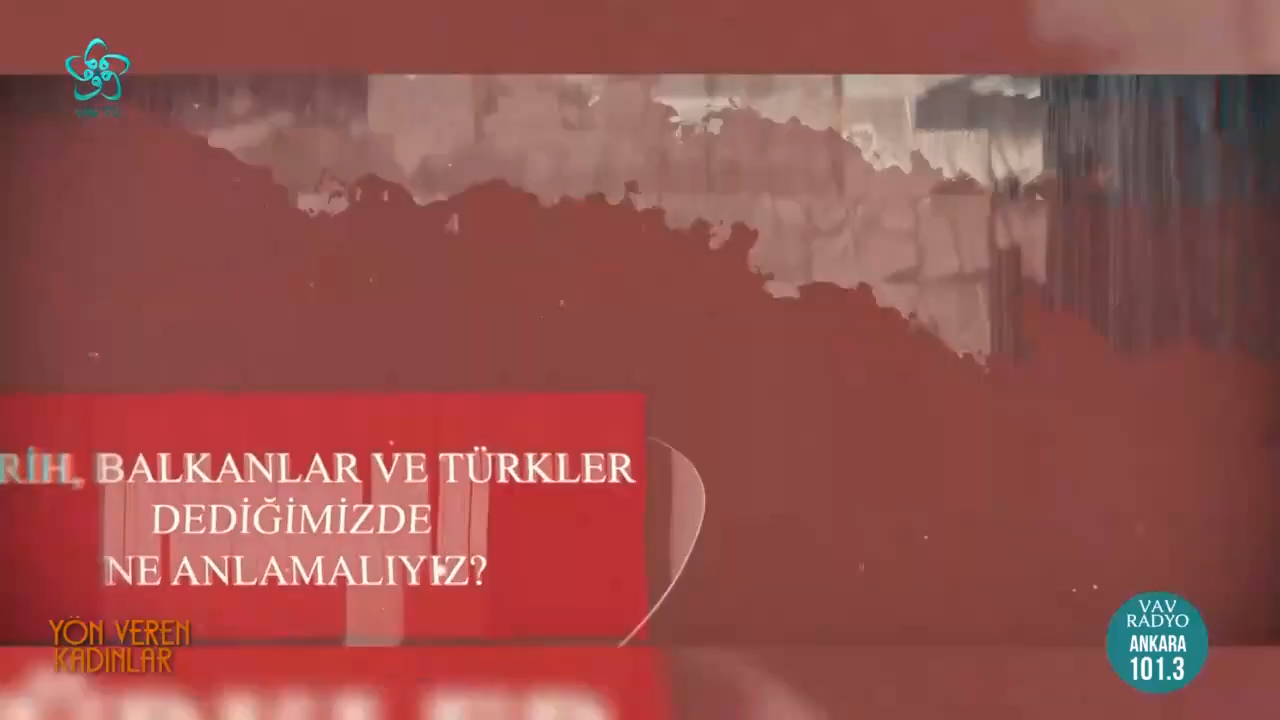 RİH, BALKANLAR VE TÜRKLER
DEDİĞİMİZDE
NE ANLAMALIYIZ?
YÖN VEREN
KADINLAR
VAV
RADYO
ANKARA
101.3